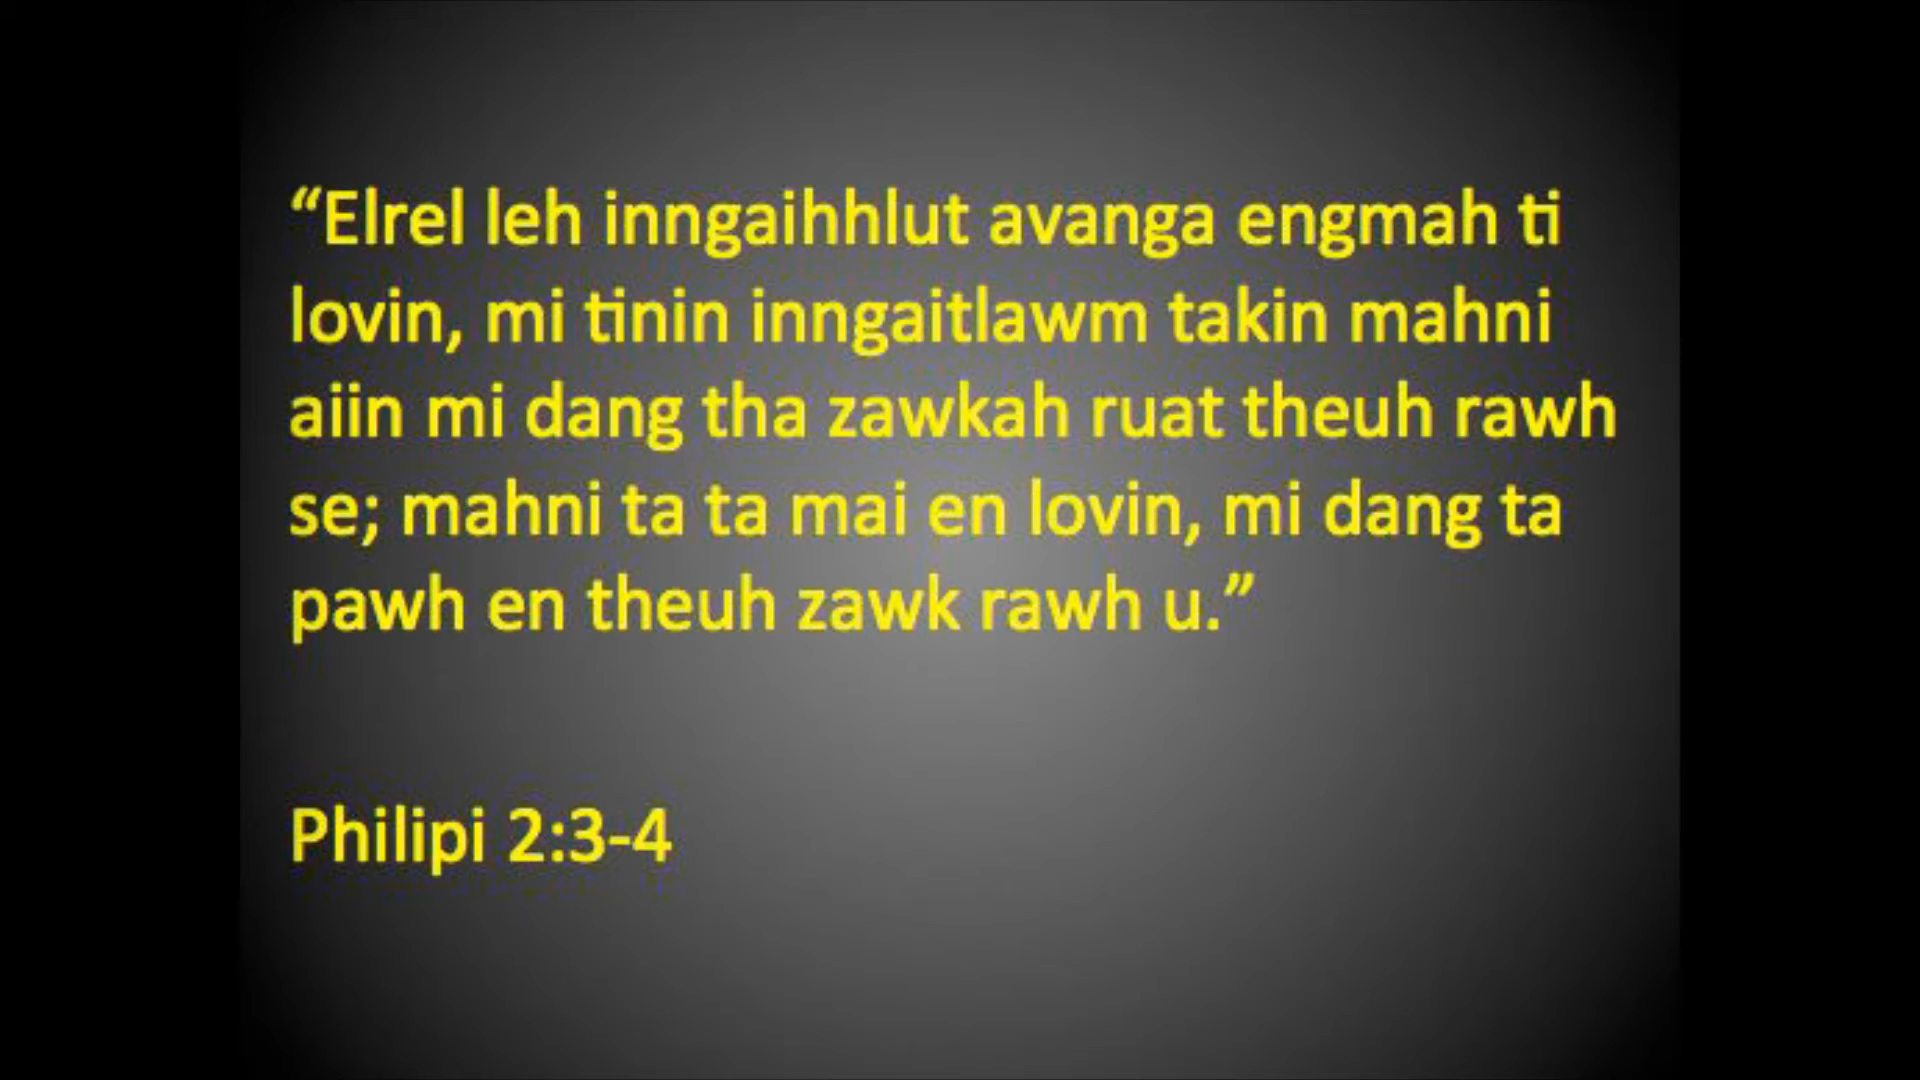 “Elrel leh inngaihhlut avanga engmah ti
lovin, mi tinin inngaitlawm takin mahni
aiin mi dang tha zawkah ruat theuh rawh
se; mahni ta ta mai en lovin, mi dang ta
pawh en theuh zawk rawh u.”
Philipi 2:3-4